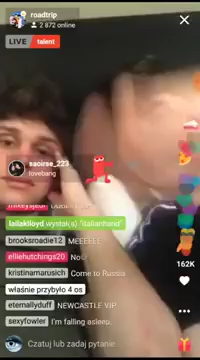 roadtrip
2 872 online
LIVE talent
saoirse_223
lovebang
lailaklloyd wystał(a) "italianhand"
brooksroadie12 MEEEEEE
elliehutchings20 No
kristinamarusich Come to Russia
właśnie przybyło 4 os
162K
eternallyduff NEWCASTLE VIP
sexyfowler I'm falling asleep
Czatuj lub zadaj pytanie